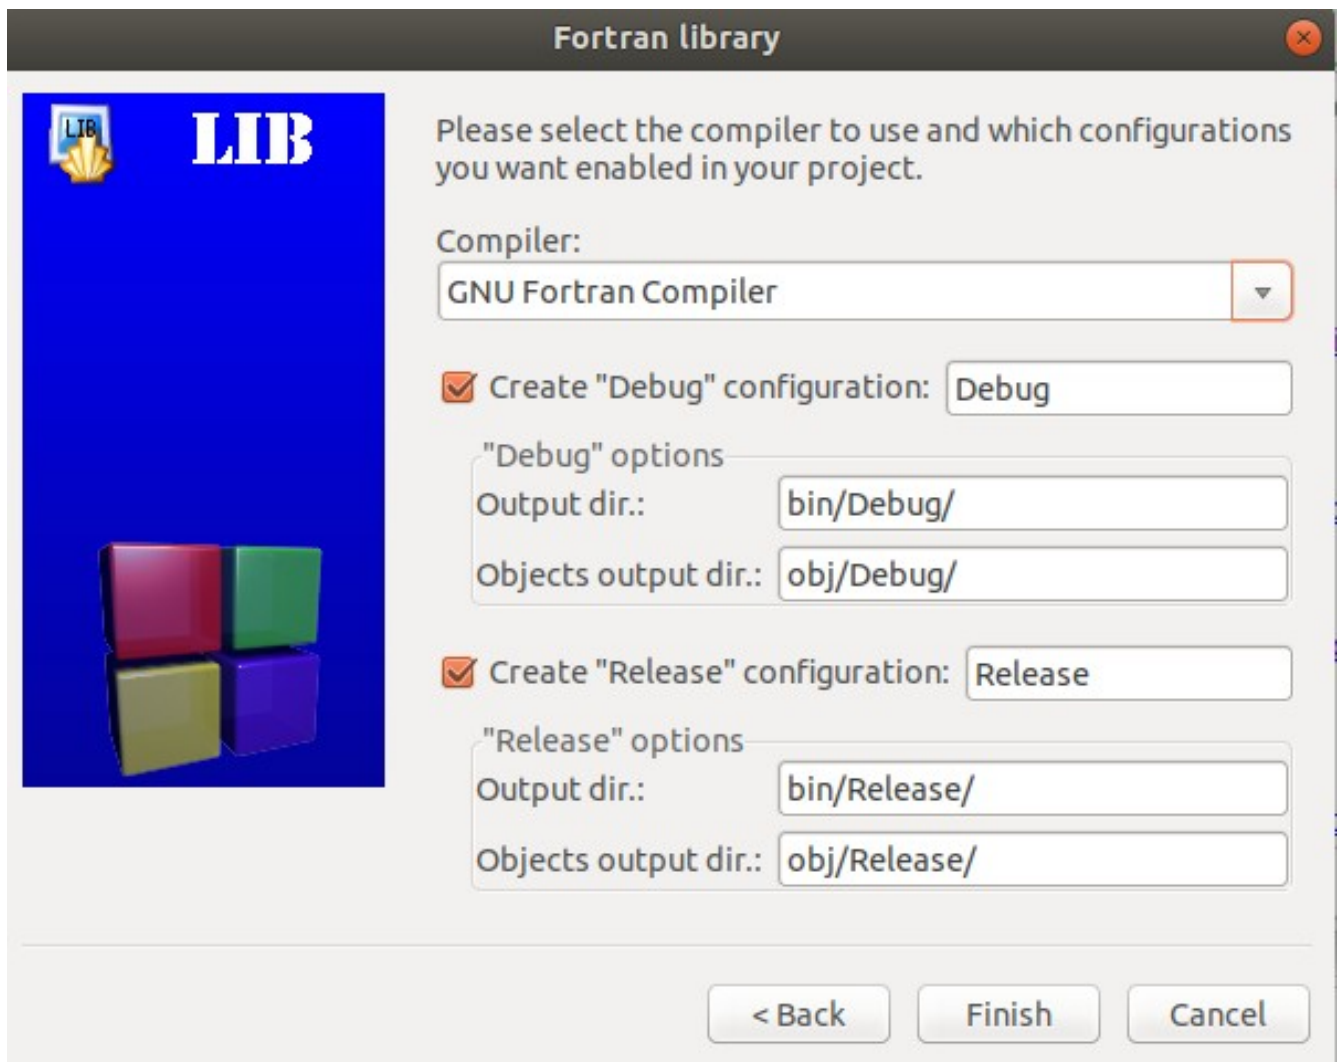 Fortran library
LIB
LIB
Please select the compiler to use and which configurations
you want enabled in your project.
Compiler:
GNU Fortran Compiler
Create "Debug" configuration: Debug
"Debug" options
Output dir.: bin/Debug/
Objects output dir.: obj/Debug/
Create "Release" configuration: Release
"Release" options
Output dir.: bin/Release/
Objects output dir.: obj/Release/
< Back Finish Cancel